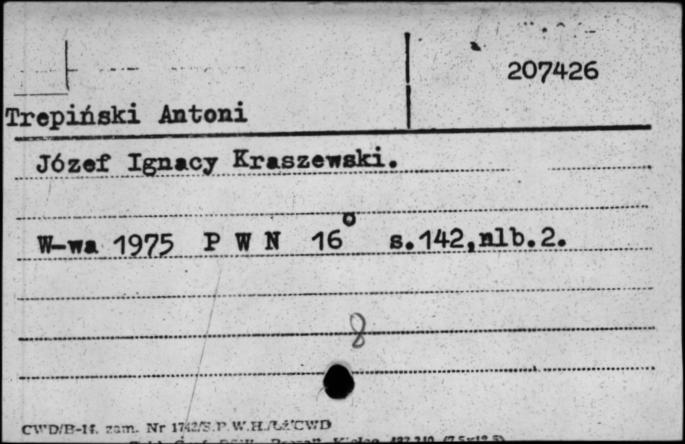 207426
Trepiński Antoni
Józef Ignacy Kraszewski.
W-wa 1975 P W N 16° s.142,nlb.2.
8
CWD/B-14. zam. Nr 1742/S.P.W.H./Lź/CWD